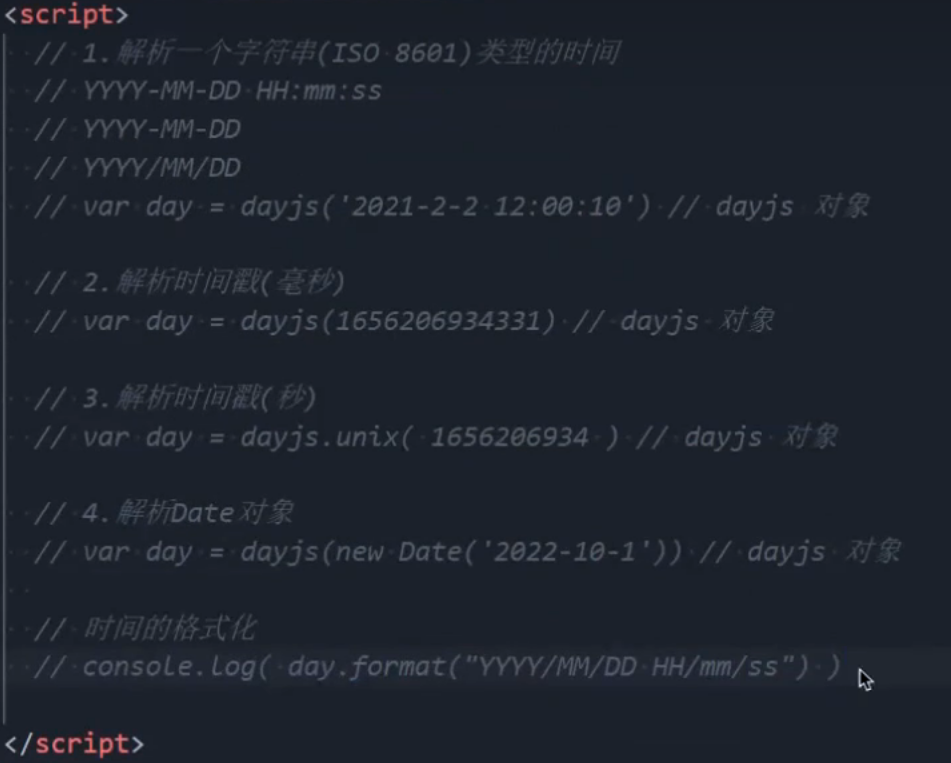 <script>
// 1.解析一个字符串(ISO 8601)类型的时间
// YYYY-MM-DD HH:mm:ss
// YYYY-MM-DD
// YYYY/MM/DD
// var day = dayjs('2021-2-2 12:00:10') // dayjs 对象
// 2.解析时间戳(毫秒)
// var day = dayjs(1656206934331) // dayjs 对象
// 3.解析时间戳(秒)
// var day = dayjs.unix( 1656206934 ) // dayjs 对象
// 4.解析Date对象
// var day = dayjs(new Date('2022-10-1')) // dayjs 对象
// 时间的格式化
// console.log( day.format("YYYY/MM/DD HH/mm/ss") )
</script>